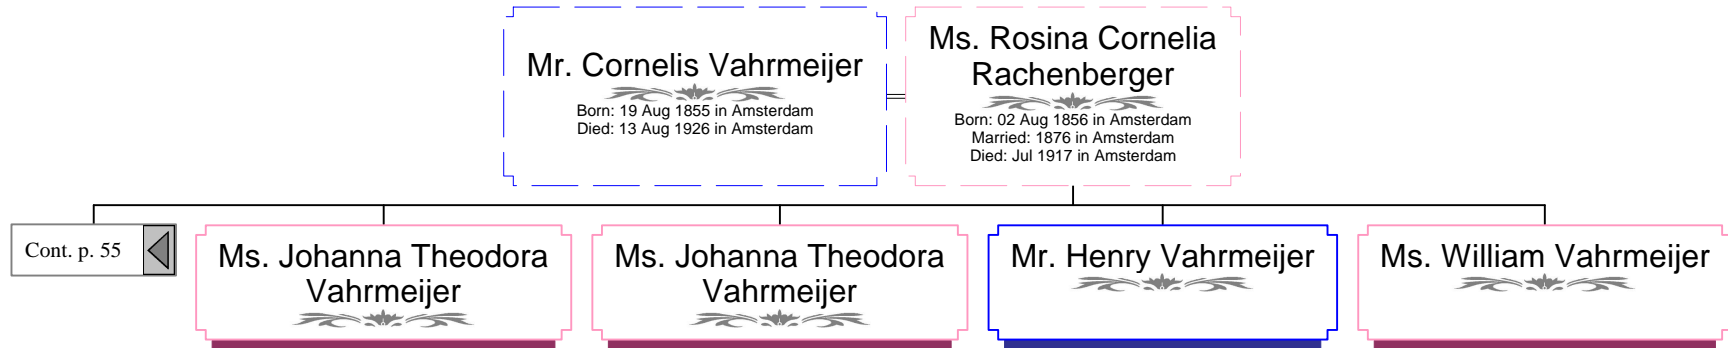 Mr. Cornelis Vahrmeijer
Born: 19 Aug 1855 in Amsterdam
Died: 13 Aug 1926 in Amsterdam
Ms. Rosina Cornelia
Rachenberger
Born: 02 Aug 1856 in Amsterdam
Married: 1876 in Amsterdam
Died: Jul 1917 in Amsterdam
Cont. p. 55
Ms. Johanna Theodora
Vahrmeijer
Ms. Johanna Theodora
Vahrmeijer
Mr. Henry Vahrmeijer
Ms. William Vahrmeijer